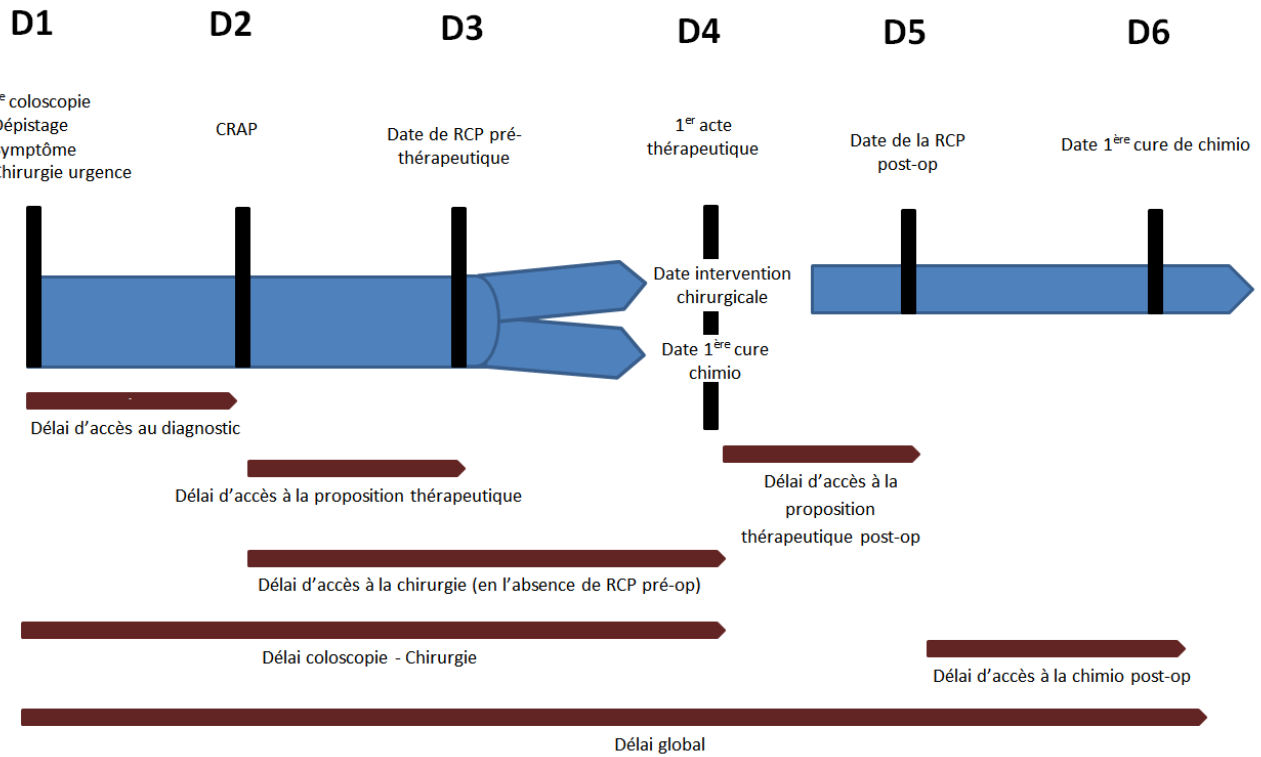 D1
D2
D3
D4
D5
D6
coloscopie
Dépistage
Symptôme
Chirurgie urgence
CRAP
Date de RCP pré-
thérapeutique
1er acte
thérapeutique
Date de la RCP
post-op
Date 1ère cure de chimio
Date intervention
chirurgicale
Date 1ère cure
chimio
Délai d’accès au diagnostic
Délai d’accès à la proposition thérapeutique
Délai d’accès à la
proposition
thérapeutique post-op
Délai d’accès à la chirurgie (en l’absence de RCP pré-op)
Délai coloscopie - Chirurgie
Délai d’accès à la chimio post-op
Délai global